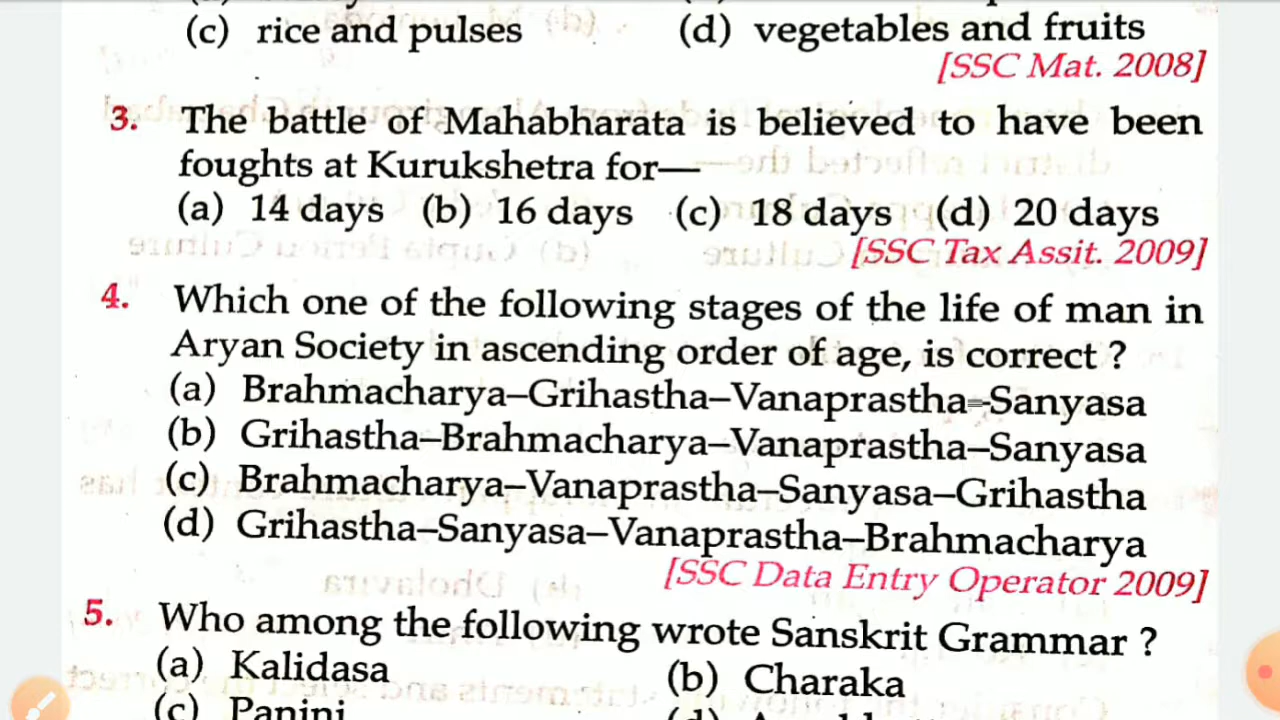 (c) rice and pulses (d) vegetables and fruits
[SSC Mat. 2008]
3. The battle of Mahabharata is believed to have been
foughts at Kurukshetra for—
(a) 14 days (b) 16 days (c) 18 days (d) 20 days
[SSC Tax Assit. 2009]
4. Which one of the following stages of the life of man in
Aryan Society in ascending order of age, is correct ?
(a) Brahmacharya–Grihastha–Vanaprastha–Sanyasa
(b) Grihastha–Brahmacharya–Vanaprastha–Sanyasa
(c) Brahmacharya–Vanaprastha–Sanyasa–Grihastha
(d) Grihastha–Sanyasa–Vanaprastha–Brahmacharya
[SSC Data Entry Operator 2009]
5. Who among the following wrote Sanskrit Grammar ?
(a) Kalidasa (b) Charaka
(c) Panini (d)